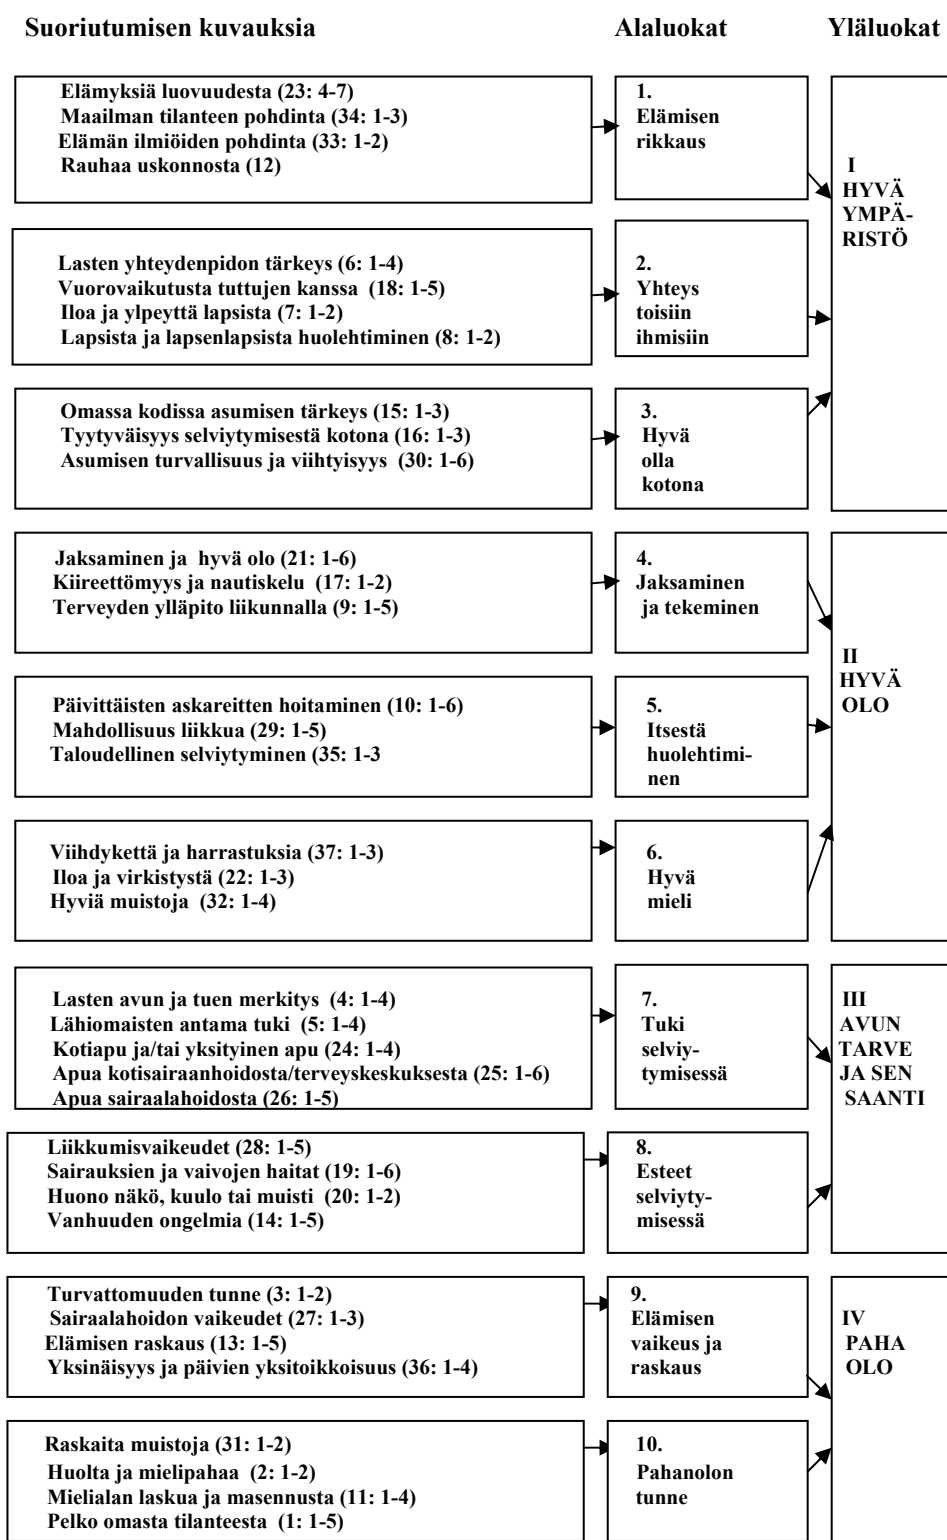 Suoriutumisen kuvauksia
Alaluokat
Yläluokat
Elämyksiä luovuudesta (23: 4-7)
Maailman tilanteen pohdinta (34: 1-3)
Elämän ilmiöiden pohdinta (33: 1-2)
Rauhaa uskonnosta (12)
1.
Elämisen
rikkaus
I
HYVÄ
YMPÄ-
RISTÖ
Lasten yhteydenpidon tärkeys (6: 1-4)
Vuorovaikutusta tuttujen kanssa (18: 1-5)
Iloa ja ylpeyttä lapsista (7: 1-2)
Lapsista ja lapsenlapsista huolehtiminen (8: 1-2)
2.
Yhteys
toisiin
ihmisiin
Omassa kodissa asumisen tärkeys (15: 1-3)
Tyytyväisyys selviytymisestä kotona (16: 1-3)
Asumisen turvallisuus ja viihtyisyys (30: 1-6)
3.
Hyvä
olla
kotona
Jaksaminen ja hyvä olo (21: 1-6)
Kiireettömyys ja nautiskelu (17: 1-2)
Terveyden ylläpito liikunnalla (9: 1-5)
4.
Jaksaminen
ja tekeminen
II
HYVÄ
OLO
Päivittäisten askareitten hoitaminen (10: 1-6)
Mahdollisuus liikkua (29: 1-5)
Taloudellinen selviytyminen (35: 1-3
5.
Itsestä
huolehtimi-
nen
Viihdykettä ja harrastuksia (37: 1-3)
Iloa ja virkistystä (22: 1-3)
Hyviä muistoja (32: 1-4)
6.
Hyvä
mieli
Lasten avun ja tuen merkitys (4: 1-4)
Lähiomaisten antama tuki (5: 1-4)
Kotiapu ja/tai yksityinen apu (24: 1-4)
Apua kotisairaanhoidosta/terveyskeskuksesta (25: 1-6)
Apua sairaalahoidosta (26: 1-5)
7.
Tuki
selviy-
tymisessä
III
AVUN
TARVE
JA SEN
SAANTI
Liikkumisvaikeudet (28: 1-5)
Sairauksien ja vaivojen haitat (19: 1-6)
Huono näkö, kuulo tai muisti (20: 1-2)
Vanhuuden ongelmia (14: 1-5)
8.
Esteet
selviyty-
misessä
Turvattomuuden tunne (3: 1-2)
Sairaalahoidon vaikeudet (27: 1-3)
Elämisen raskaus (13: 1-5)
Yksinäisyys ja päivien yksitoikkoisuus (36: 1-4)
9.
Elämisen
vaikeus ja
raskaus
IV
PAHA
OLO
Raskaita muistoja (31: 1-2)
Huolta ja mielipahaa (2: 1-2)
Mielialan laskua ja masennusta (11: 1-4)
Pelko omasta tilanteesta (1: 1-5)
10.
Pahanolon
tunne